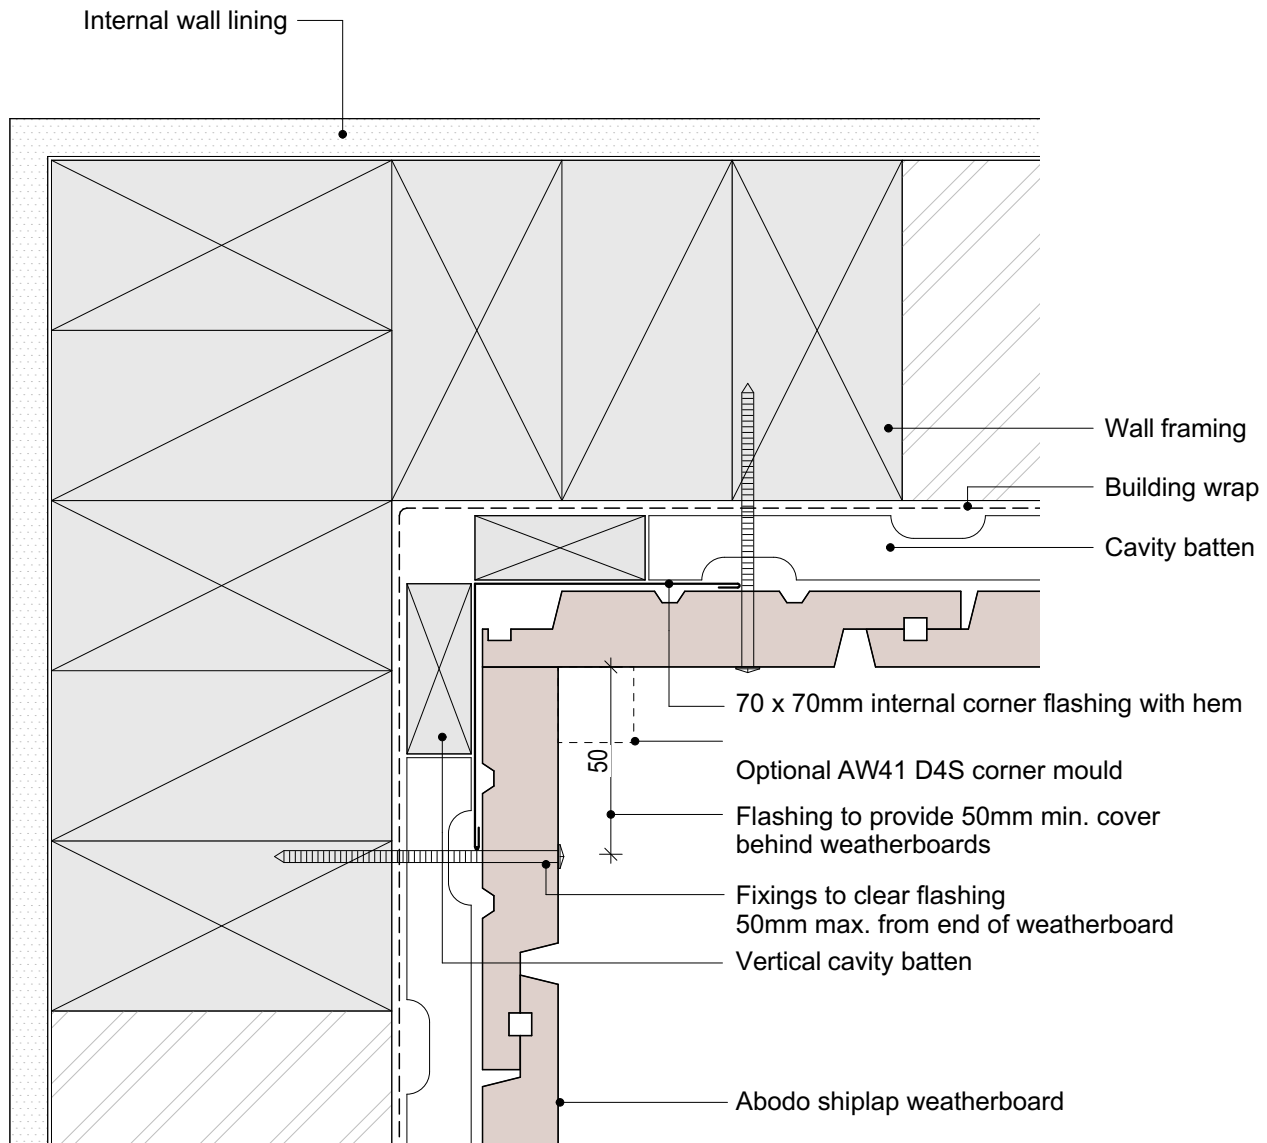 Internal wall lining
Wall framing
Building wrap
Cavity batten
70 x 70mm internal corner flashing with hem
Optional AW41 D4S corner mould
50
Flashing to provide 50mm min. cover
behind weatherboards
Fixings to clear flashing
50mm max. from end of weatherboard
Vertical cavity batten
Abodo shiplap weatherboard